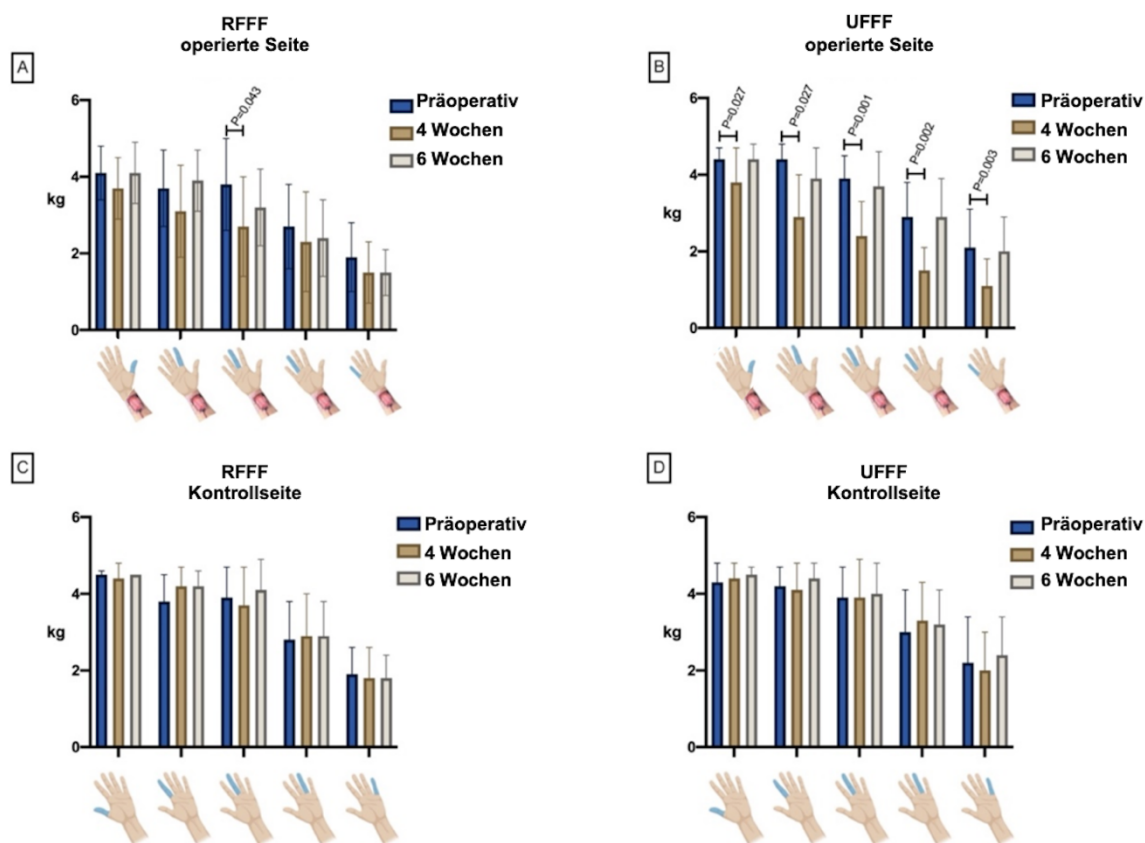 RFFF
operierte Seite
A
6
4
2
0
kg
P=0.043
Präoperativ
4 Wochen
6 Wochen
UFFF
operierte Seite
B
6
4
2
0
kg
P=0.027
P=0.027
P=0.001
P=0.002
P=0.003
Präoperativ
4 Wochen
6 Wochen
C
RFFF
Kontrollseite
6
4
2
0
kg
Präoperativ
4 Wochen
6 Wochen
D
UFFF
Kontrollseite
6
4
2
0
kg
Präoperativ
4 Wochen
6 Wochen